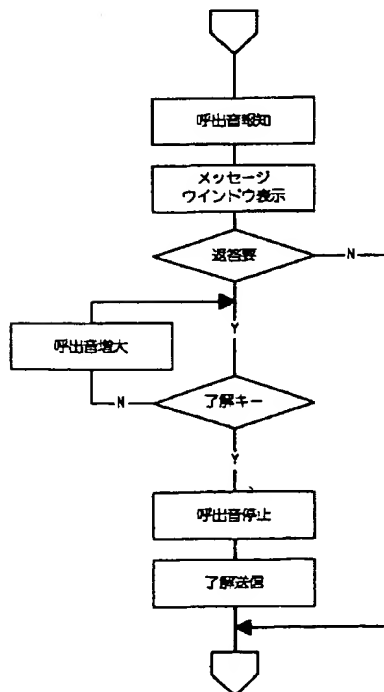 呼出音報知
メッセージ
ウインドウ表示
返答要
N
Y
呼出音増大
了解キー
N
Y
呼出音停止
了解送信